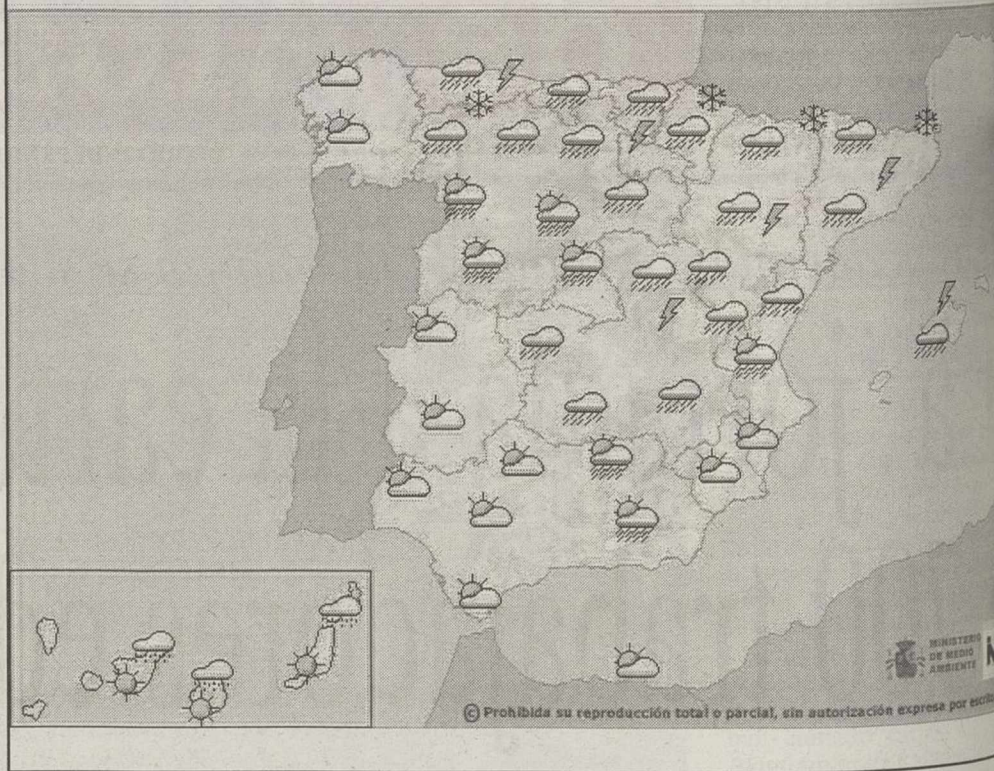 MINISTERIO
DE MEDIO
AMBIENTE
© Prohibida su reproducción total o parcial, sin autorización expresa por